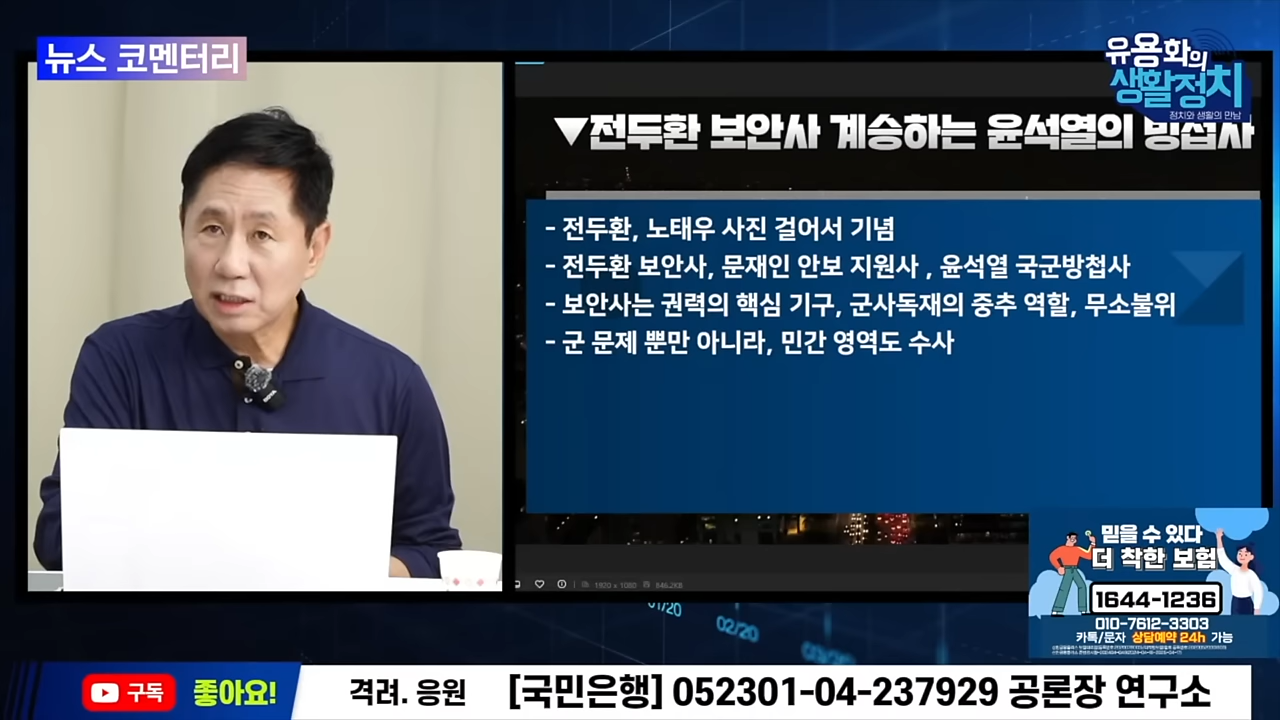 뉴스 코멘터리
유용화의
생활정치
정치와 생활의 만남
▼전두환 보안사 계승하는 윤석열의 방첩사
- 전두환, 노태우 사진 걸어서 기념
- 전두환 보안사, 문재인 안보 지원사 , 윤석열 국군방첩사
- 보안사는 권력의 핵심 기구, 군사독재의 중추 역할, 무소불위
- 군 문제 뿐만 아니라, 민간 영역도 수사
1920 x 1080 846.2KB
01/20
02/20
믿을 수 있다
더 착한 보험
1644-1236
010-7612-3303
카톡/문자 상담예약 24h 가능
구독 좋아요! 격려. 응원 [국민은행] 052301-04-237929 공론장 연구소